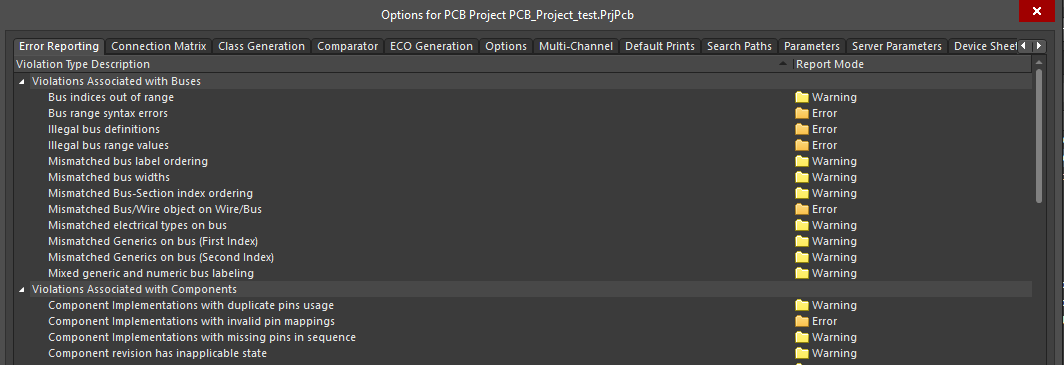 Options for PCB Project PCB_Project_test.PrjPcb
Error Reporting Connection Matrix Class Generation Comparator ECO Generation Options Multi-Channel Default Prints Search Paths Parameters Server Parameters Device Sheet
Violation Type Description Report Mode
Violations Associated with Buses
Bus indices out of range Warning
Bus range syntax errors Error
Illegal bus definitions Error
Illegal bus range values Error
Mismatched bus label ordering Warning
Mismatched bus widths Warning
Mismatched Bus-Section index ordering Warning
Mismatched Bus/Wire object on Wire/Bus Error
Mismatched electrical types on bus Warning
Mismatched Generics on bus (First Index) Warning
Mismatched Generics on bus (Second Index) Warning
Mixed generic and numeric bus labeling Warning
Violations Associated with Components
Component Implementations with duplicate pins usage Warning
Component Implementations with invalid pin mappings Error
Component Implementations with missing pins in sequence Warning
Component revision has inapplicable state Warning